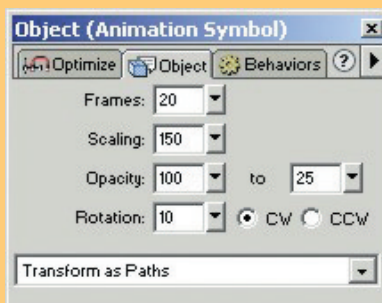 Object (Animation Symbol)
Optimize Object Behaviors ?
Frames: 20
Scaling: 150
Opacity: 100 to 25
Rotation: 10 CW CCW
Transform as Paths